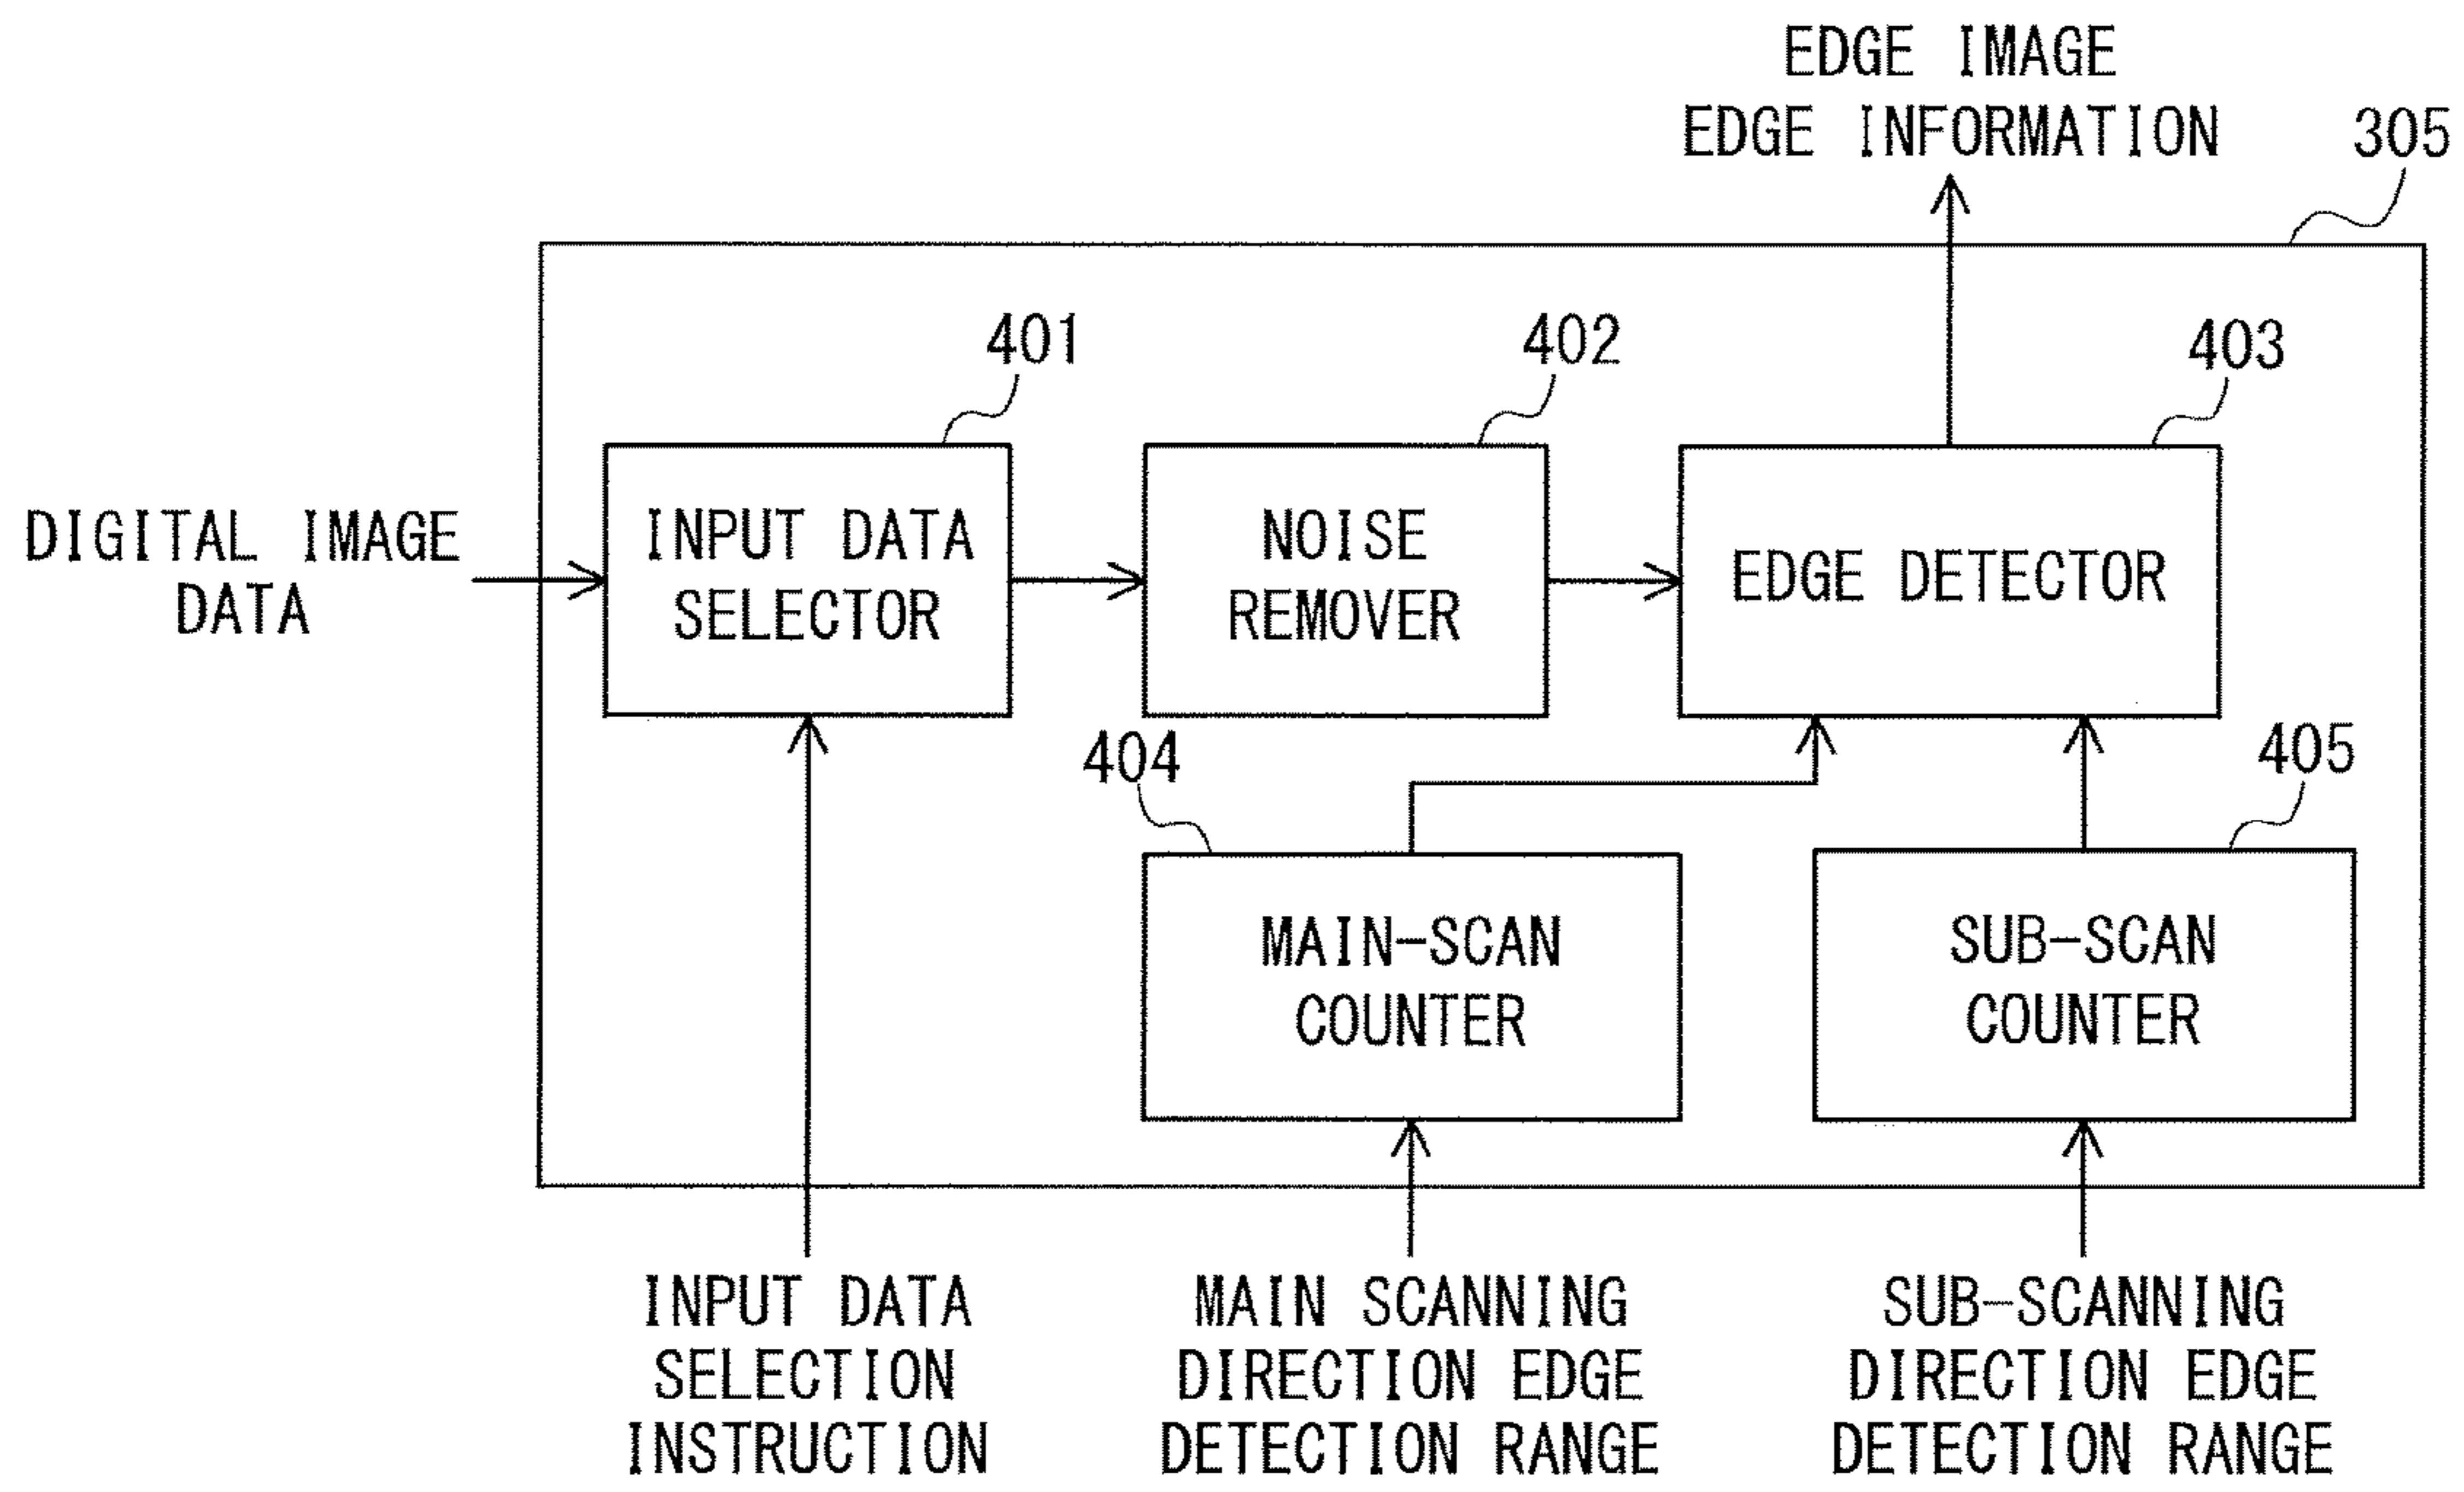 EDGE IMAGE
EDGE INFORMATION
305
401
402
403
DIGITAL IMAGE
DATA
INPUT DATA
SELECTOR
NOISE
REMOVER
EDGE DETECTOR
404
405
MAIN-SCAN
COUNTER
SUB-SCAN
COUNTER
INPUT DATA
SELECTION
INSTRUCTION
MAIN SCANNING
DIRECTION EDGE
DETECTION RANGE
SUB-SCANNING
DIRECTION EDGE
DETECTION RANGE